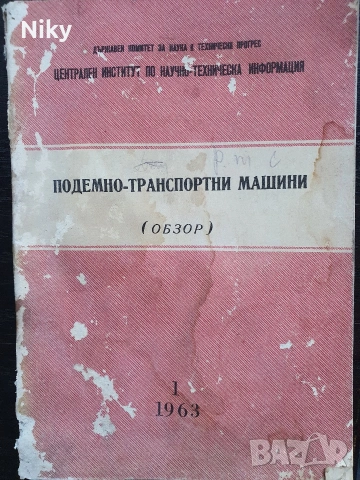 Niky
ДЪРЖАВЕН КОМИТЕТ ЗА НАУКА И ТЕХНИЧЕСКИ ПРОГРЕС
ЦЕНТРАЛЕН ИНСТИТУТ ПО НАУЧНО-ТЕХНИЧЕСКА ИНФОРМАЦИЯ
ПОДЕМНО-ТРАНСПОРТНИ МАШИНИ
(ОБЗОР)
1
1963
BAZAR